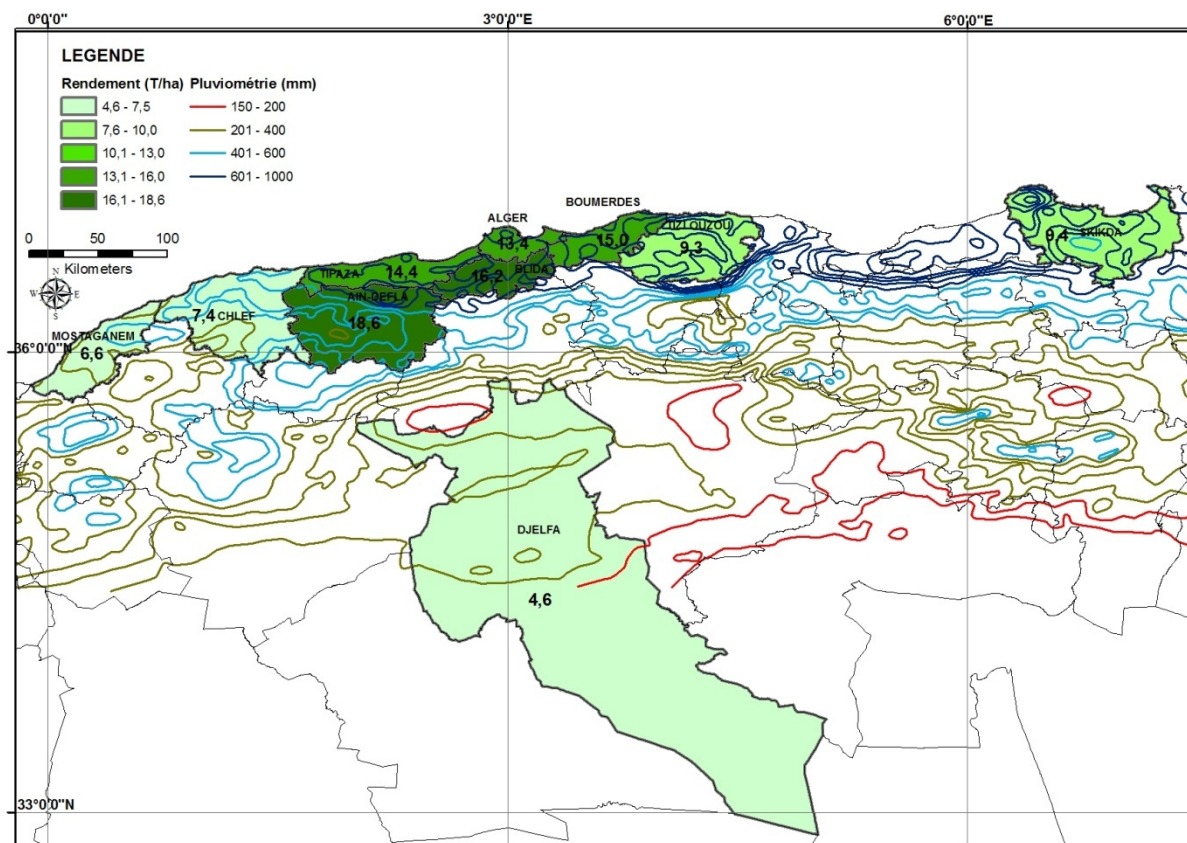 0°0'0" 3°0'0"E 6°0'0"E
LEGENDE
Rendement (T/ha) Pluviométrie (mm)
4,6 - 7,5 150 - 200
7,6 - 10,0 201 - 400
10,1 - 13,0 401 - 600
13,1 - 16,0 601 - 1000
16,1 - 18,6
0 50 100
Kilometers
N
W E
S
BOUMERDES
ALGER
13,4
15,0
9,3
9,4 SKIKDA
TIPAZA 14,4
16,2 BLIDA
AIN-DEFLA
18,6
7,4 CHLEF
MOSTAGANEM
6,6
36°0'0"N
DJELFA
4,6
33°0'0"N